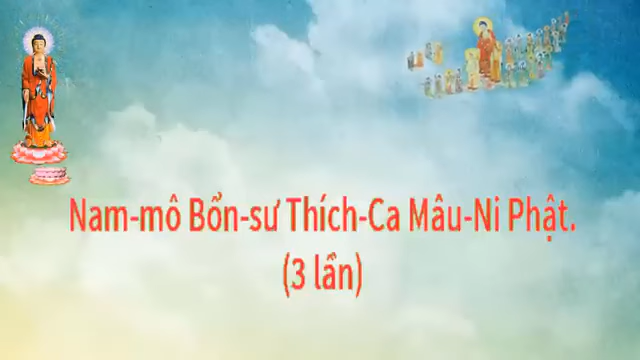 Nam-mô Bổn-sư Thích-Ca Mâu-Ni Phật.
(3 lần)